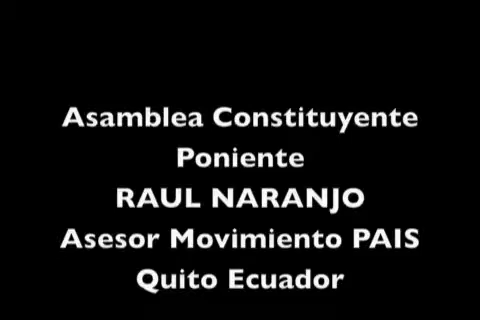 Asamblea Constituyente
Poniente
RAUL NARANJO
Asesor Movimiento PAIS
Quito Ecuador